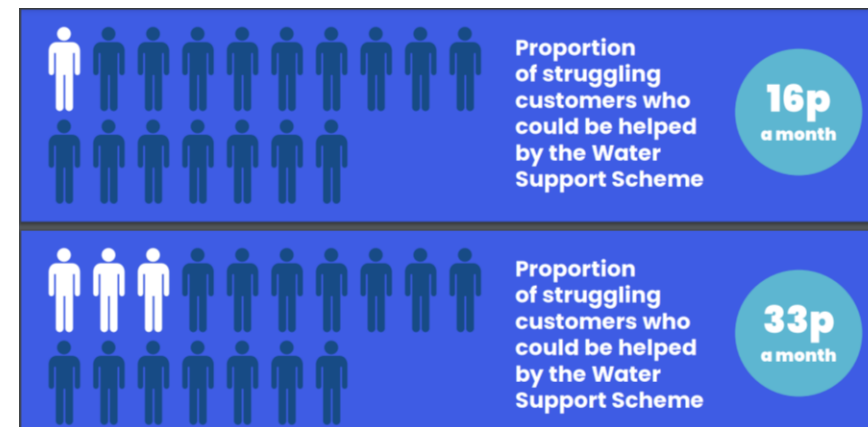 Proportion
of struggling
customers who
could be helped
by the Water
Support Scheme
16p
a month
Proportion
of struggling
customers who
could be helped
by the Water
Support Scheme
33p
a month